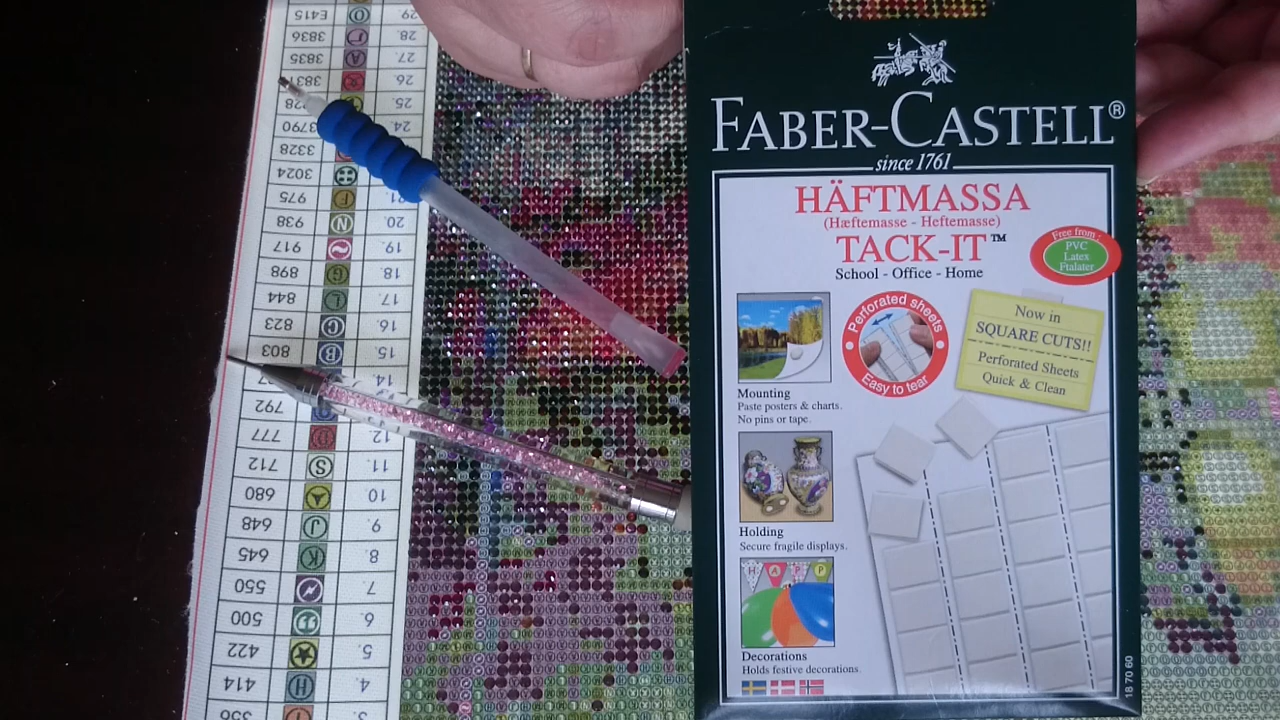 E415 29.
3836 28.
3835 27.
26.
25.
3790 24.
3328
3024
975 21.
938 20.
917 19.
898 18.
844 17.
823 16.
803 15.
14.
792
777 12.
712 11.
680 10.
648 9.
645 8.
550 7.
500 6.
422 5.
414 4.
FABER-CASTELL®
since 1761
HÄFTMASSA
(Hæftemasse - Heftemasse)
TACK-IT™
School - Office - Home
Free from:
PVC
Latex
Ftalater
Perforated sheets
Easy to tear
Now in
SQUARE CUTS!!
Perforated Sheets
Quick & Clean
Mounting
Paste posters & charts.
No pins or tape.
Holding
Secure fragile displays.
HAPP
Decorations
Holds festive decorations.
18 70 60